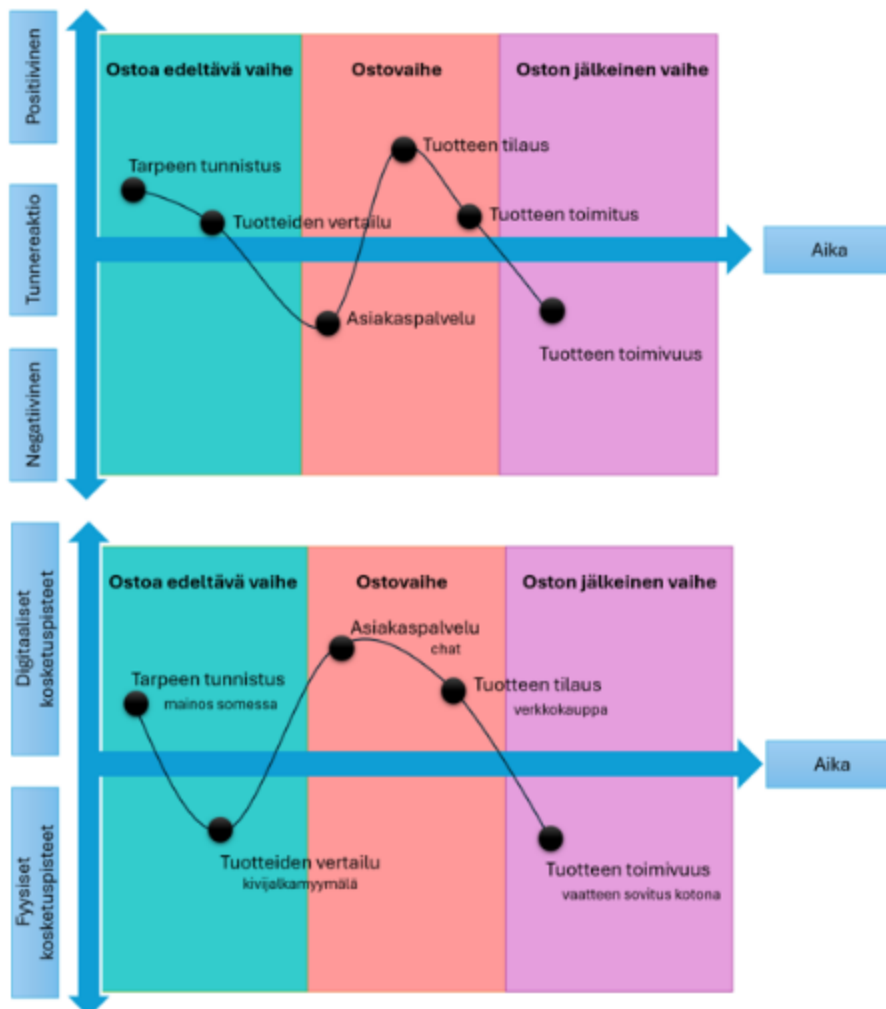 Positiivinen
Tunnereaktio
Negatiivinen
Ostoa edeltävä vaihe
Ostovaihe
Oston jälkeinen vaihe
Tarpeen tunnistus
Tuotteiden vertailu
Asiakaspalvelu
Tuotteen tilaus
Tuotteen toimitus
Tuotteen toimivuus
Aika
Digitaaliset
kosketuspisteet
Fyysiset
kosketuspisteet
Ostoa edeltävä vaihe
Ostovaihe
Oston jälkeinen vaihe
Tarpeen tunnistus
mainos somessa
Tuotteiden vertailu
kivijalkamyymälä
Asiakaspalvelu
chat
Tuotteen tilaus
verkkokauppa
Tuotteen toimivuus
vaatteen sovitus kotona
Aika